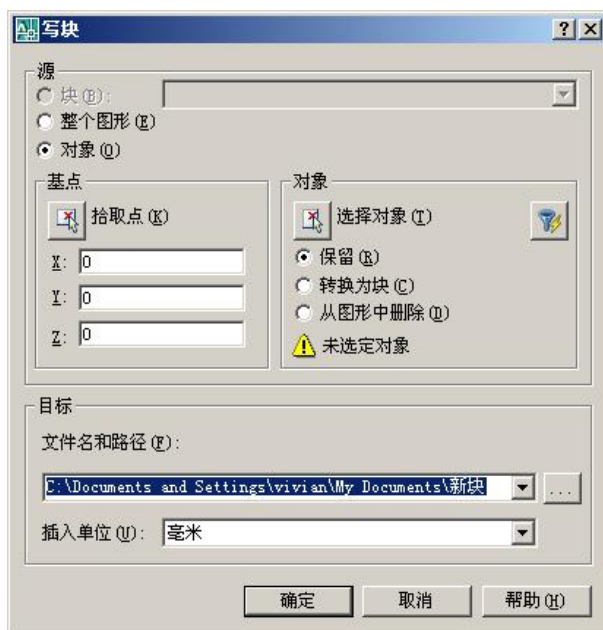 写块
源
块(B):
整个图形(E)
对象(O)
基点
拾取点(K)
X: 0
Y: 0
Z: 0
对象
选择对象(T)
保留(R)
转换为块(C)
从图形中删除(D)
未选定对象
目标
文件名和路径(F):
C:\Documents and Settings\vivian\My Documents\新块
...
插入单位(U): 毫米
确定 取消 帮助(H)